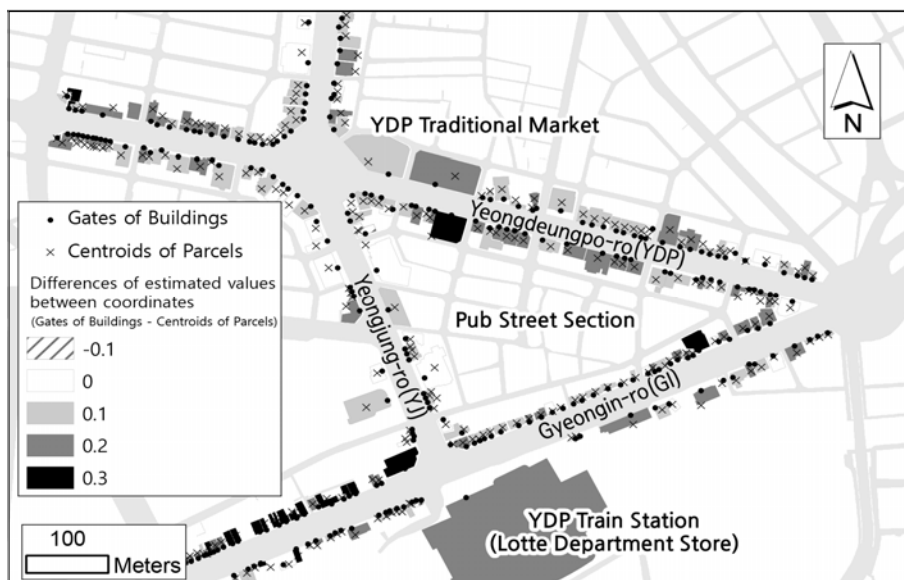 YDP Traditional Market
N
Yeongdeungpo-ro(YDP)
Gates of Buildings
Centroids of Parcels
Differences of estimated values
between coordinates
(Gates of Buildings - Centroids of Parcels)
-0.1
0
0.1
0.2
0.3
Yeongjung-ro(YJ)
Pub Street Section
Gyeongin-ro(GI)
YDP Train Station
(Lotte Department Store)
100
Meters